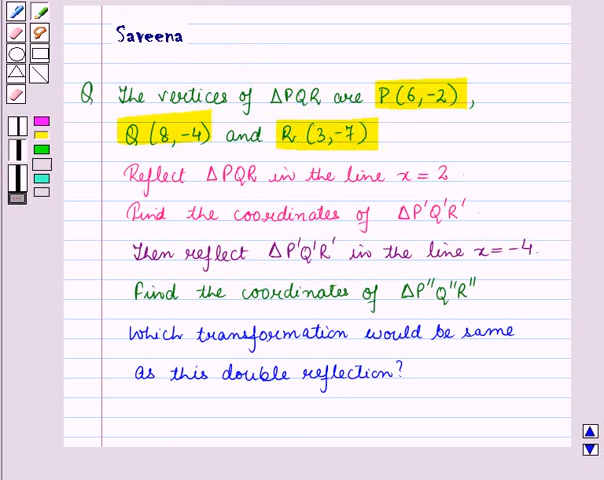 Saveena
Q The vertices of ΔPQR are P(6,-2),
Q(8,-4) and R(3,-7)
Reflect ΔPQR in the line x = 2.
Find the coordinates of ΔP'Q'R'.
Then reflect ΔP'Q'R' in the line x = -4.
Find the coordinates of ΔP"Q"R"
Which transformation would be same
as this double reflection?